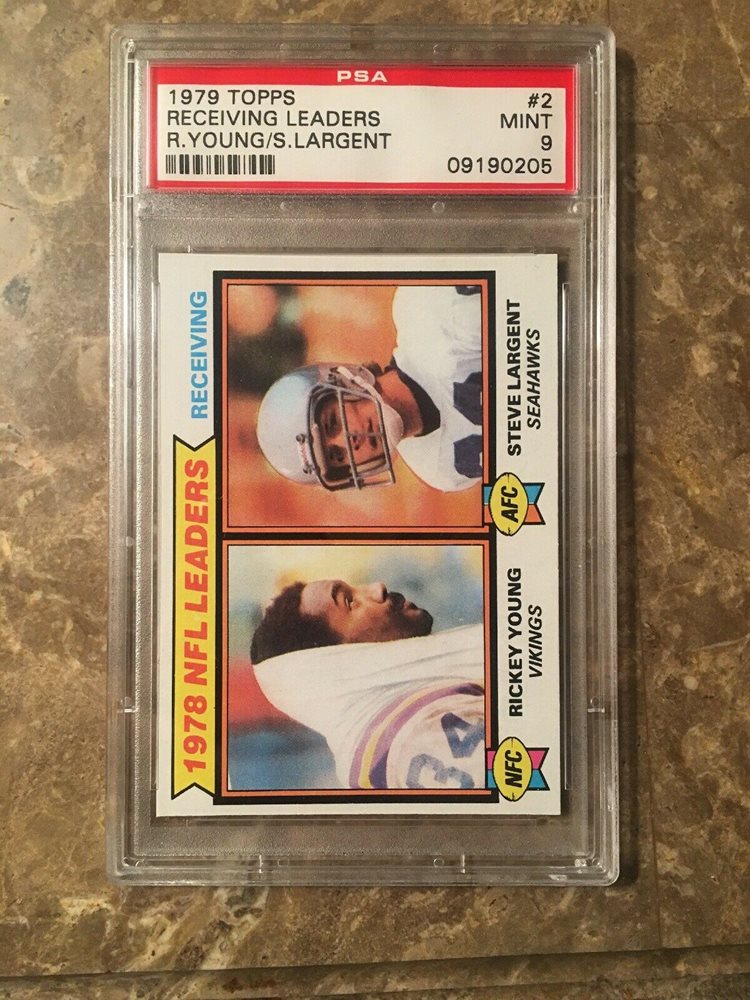 PSA
1979 TOPPS #2
RECEIVING LEADERS MINT
R.YOUNG/S.LARGENT 9
09190205
1978 NFL LEADERS RECEIVING
34
NFC
RICKEY YOUNG
VIKINGS
AFC
STEVE LARGENT
SEAHAWKS